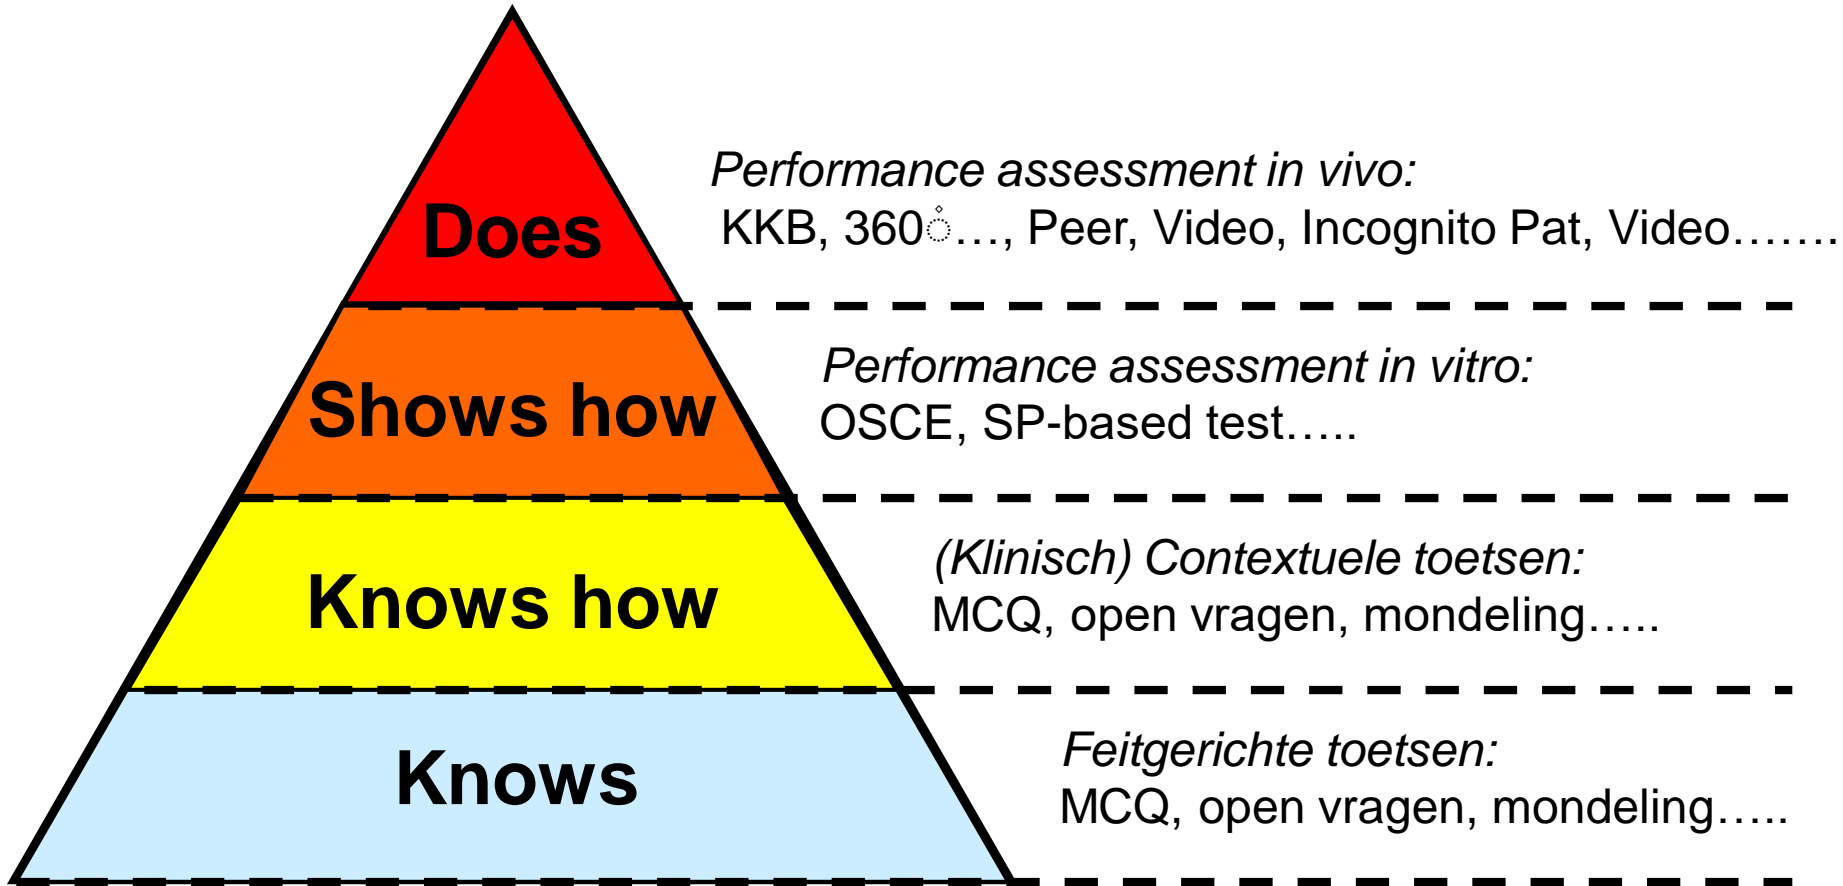 Does
Performance assessment in vivo:
KKB, 360ํ…, Peer, Video, Incognito Pat, Video…….
Shows how
Performance assessment in vitro:
OSCE, SP-based test…..
Knows how
(Klinisch) Contextuele toetsen:
MCQ, open vragen, mondeling…..
Knows
Feitgerichte toetsen:
MCQ, open vragen, mondeling…..